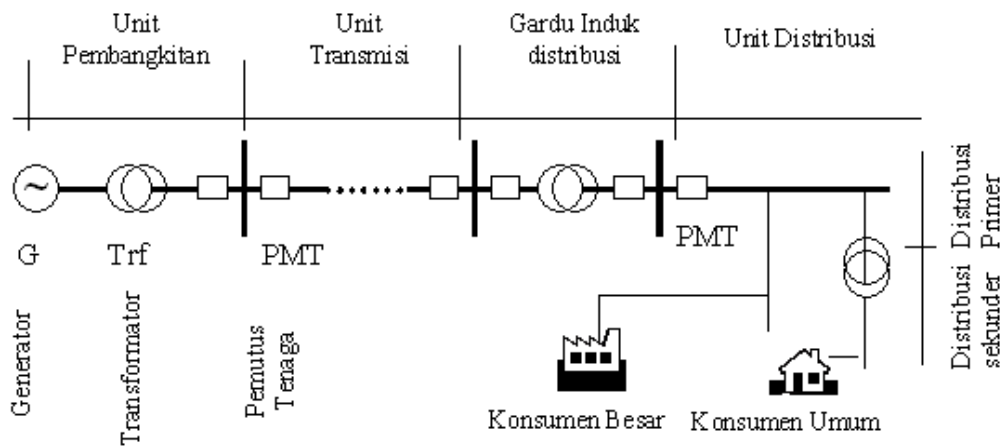 Unit
Pembangkitan
Unit
Transmisi
Gardu Induk
distribusi
Unit Distribusi
~
G
Trf
PMT
PMT
Generator
Transformator
Pemutus
Tenaga
Distribusi
Primer
Distribusi
sekunder
Konsumen Besar
Konsumen Umum